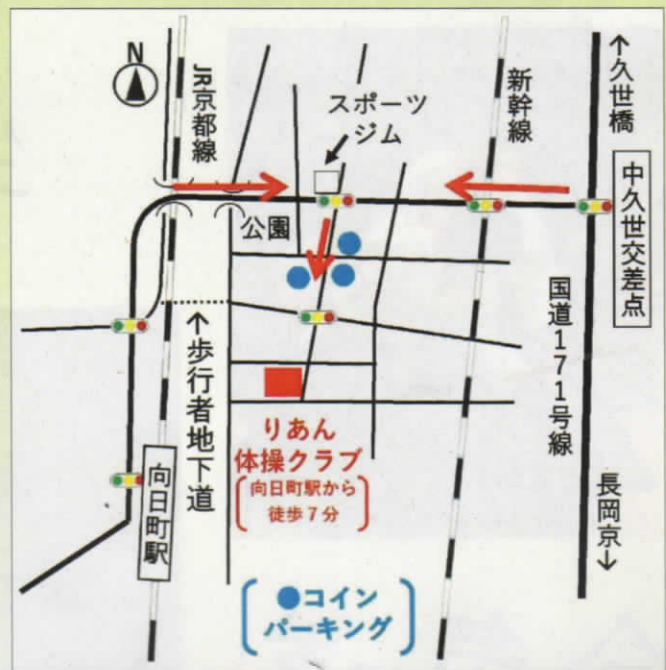 N
JR京都線
スポーツ
ジム
新幹線
↑久世橋
中久世交差点
公園
国道171号線
↑歩行者地下道
向日町駅
りあん
体操クラブ
向日町駅から
徒歩7分
長岡京↓
●コイン
パーキング